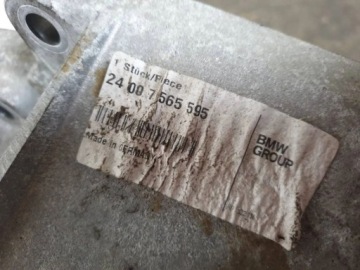 1 Stück/Piece
24 00 7 565 595
Made in GERMANY
BMW
GROUP